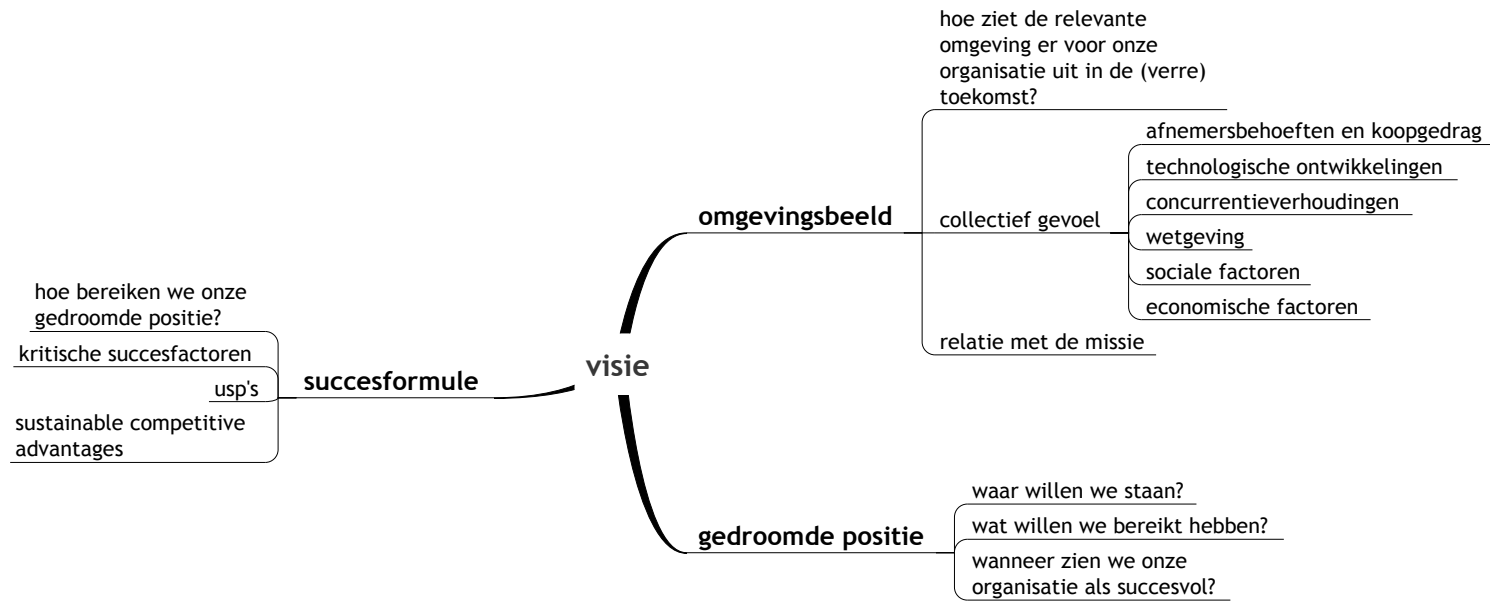 hoe ziet de relevante
omgeving er voor onze
organisatie uit in de (verre)
toekomst?
afnemersbehoeften en koopgedrag
technologische ontwikkelingen
concurrentieverhoudingen
omgevingsbeeld
collectief gevoel
wetgeving
sociale factoren
economische factoren
relatie met de missie
hoe bereiken we onze
gedroomde positie?
kritische succesfactoren
usp's
sustainable competitive
advantages
succesformule
visie
gedroomde positie
waar willen we staan?
wat willen we bereikt hebben?
wanneer zien we onze
organisatie als succesvol?